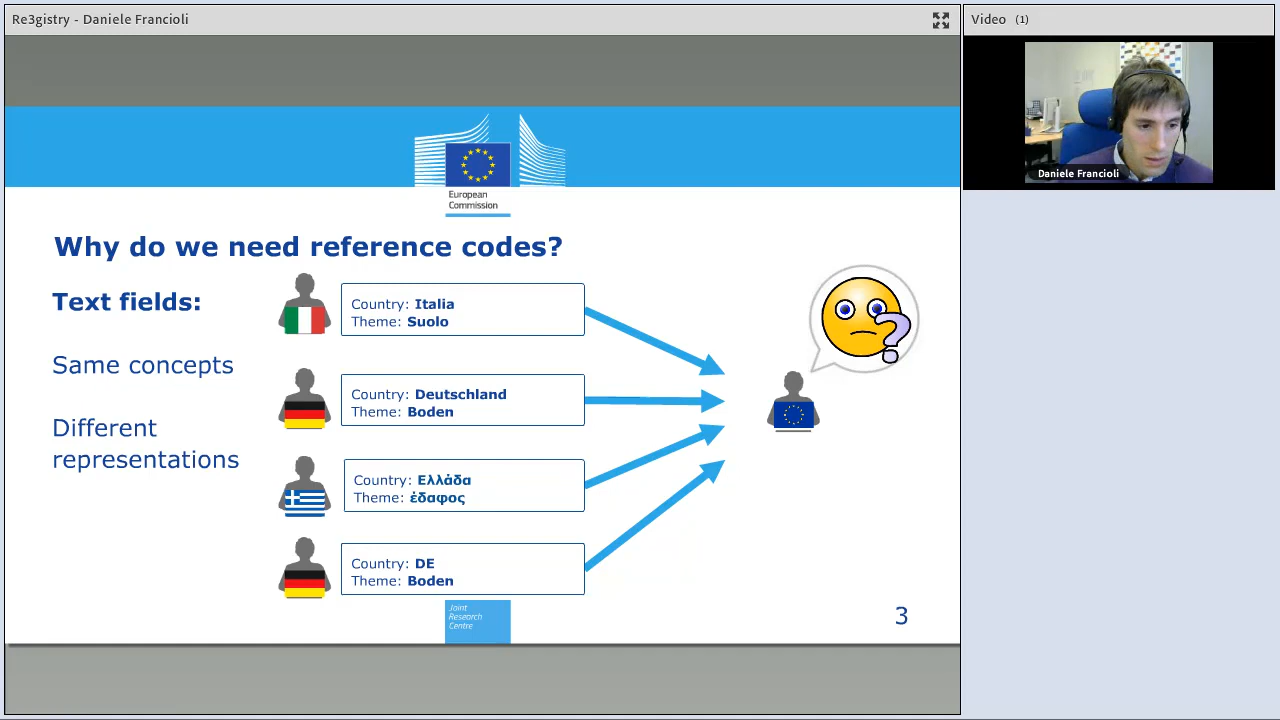 Re3gistry - Daniele Francioli
Video (1)
Daniele Francioli
European
Commission
Why do we need reference codes?
Text fields:
Same concepts
Different
representations
Country: Italia
Theme: Suolo
Country: Deutschland
Theme: Boden
Country: Ελλάδα
Theme: έδαφος
Country: DE
Theme: Boden
Joint
Research
Centre
3